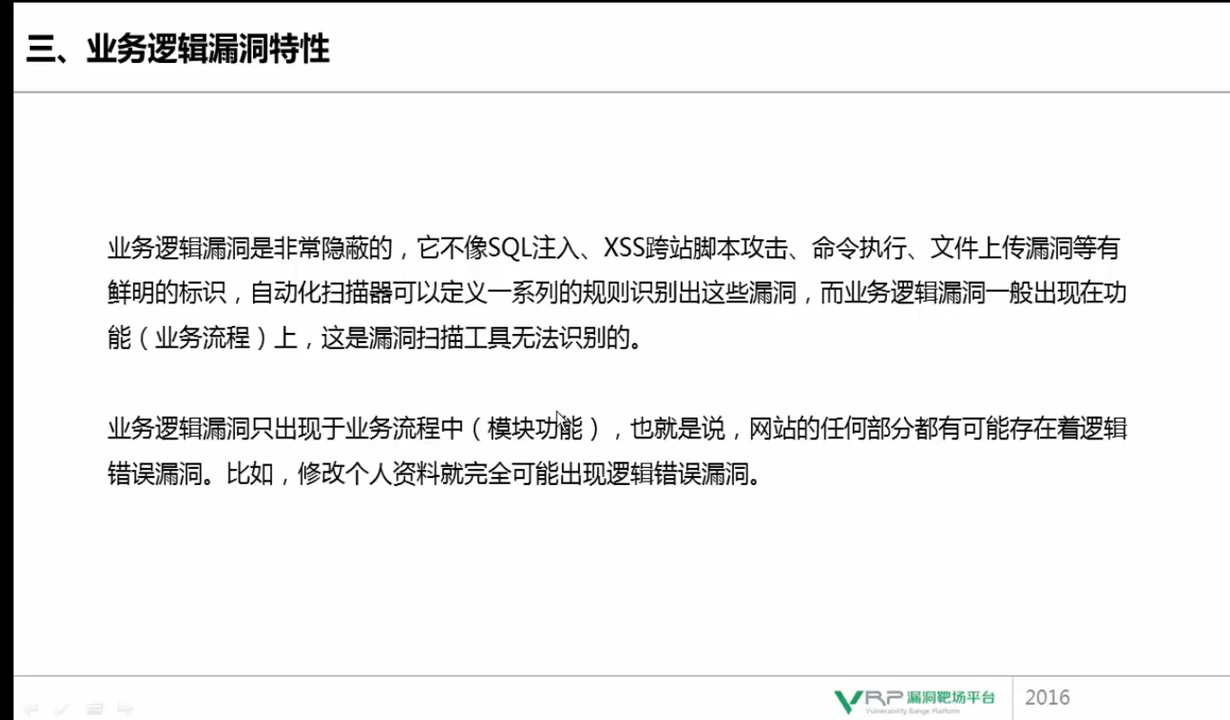 三、业务逻辑漏洞特性
业务逻辑漏洞是非常隐蔽的，它不像SQL注入、XSS跨站脚本攻击、命令执行、文件上传漏洞等有
鲜明的标识，自动化扫描器可以定义一系列的规则识别出这些漏洞，而业务逻辑漏洞一般出现在功
能（业务流程）上，这是漏洞扫描工具无法识别的。
业务逻辑漏洞只出现于业务流程中（模块功能），也就是说，网站的任何部分都有可能存在着逻辑
错误漏洞。比如，修改个人资料就完全可能出现逻辑错误漏洞。
VRP 漏洞靶场平台
Vulnerability Range Platform
2016